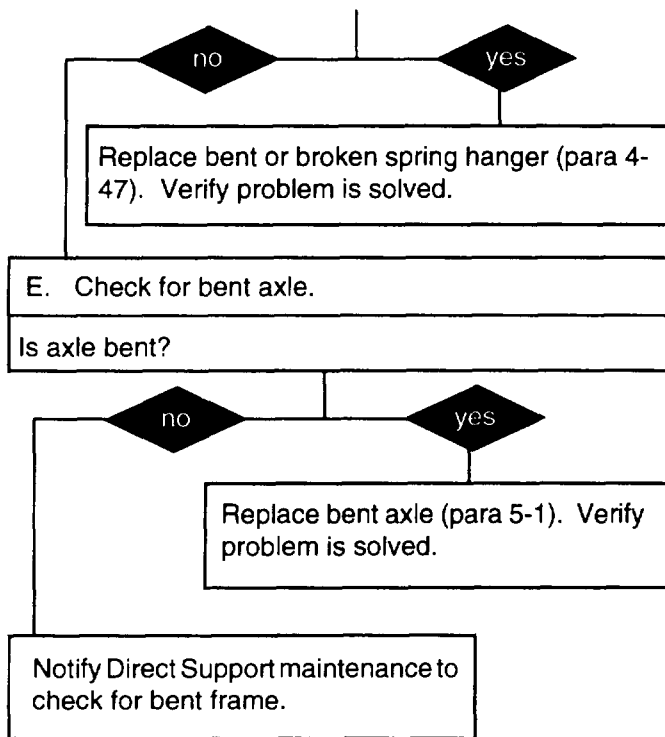 no
yes
Replace bent or broken spring hanger (para 4-
47). Verify problem is solved.
E. Check for bent axle.
Is axle bent?
no
yes
Replace bent axle (para 5-1). Verify
problem is solved.
Notify Direct Support maintenance to
check for bent frame.